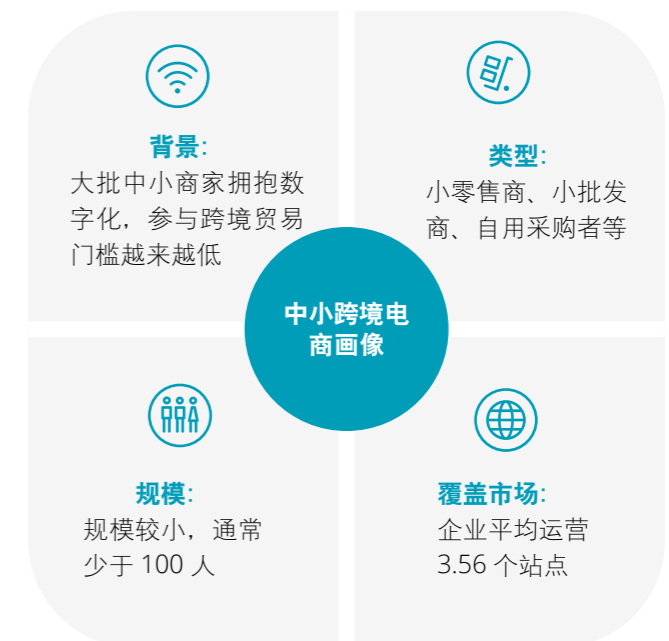 背景:
大批中小商家拥抱数
字化，参与跨境贸易
门槛越来越低
类型:
小零售商、小批发
商、自用采购者等
中小跨境电
商画像
规模:
规模较小，通常
少于 100 人
覆盖市场:
企业平均运营
3.56 个站点